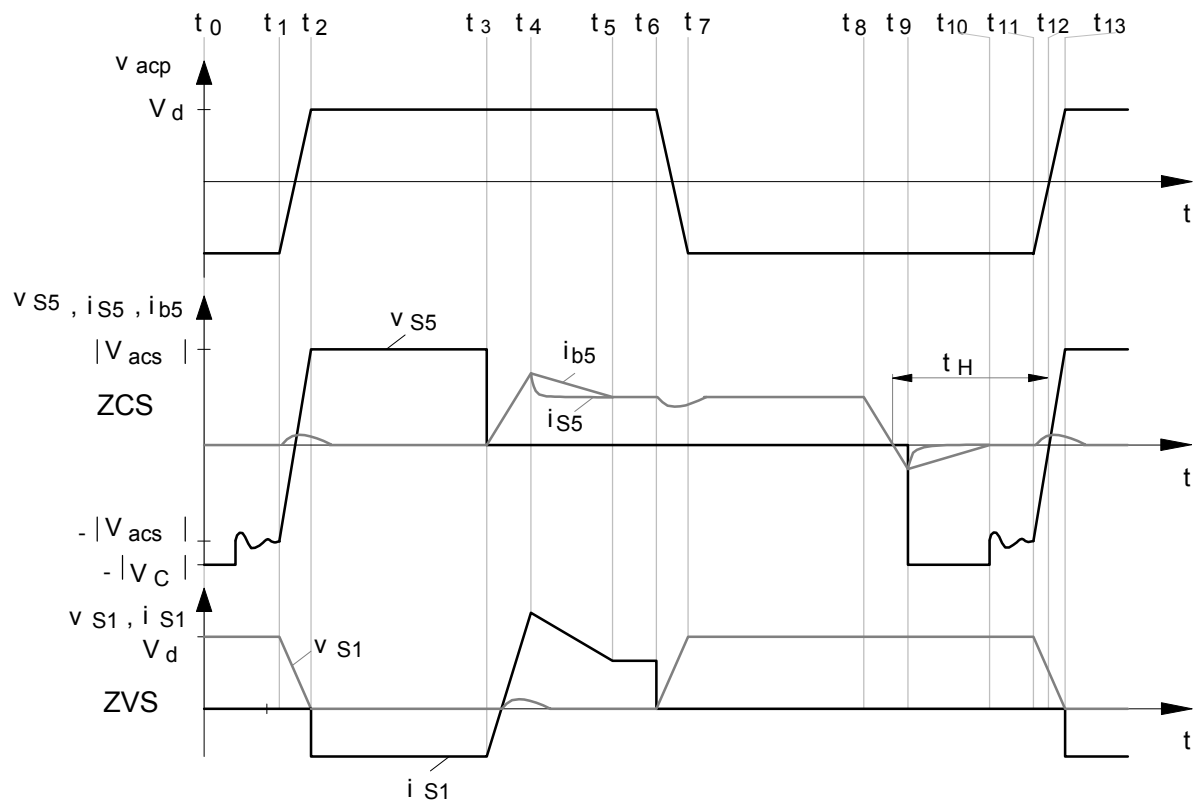 t0 t1 t2 t3 t4 t5 t6 t7 t8 t9 t10 t11 t12 t13
v acp
Vd
t
v S5 , i S5 , i b5
v S5
|V acs |
i b5
t H
ZCS
i S5
t
- |V acs |
- |V C |
v S1 , i S1
V d
v S1
ZVS
t
i S1